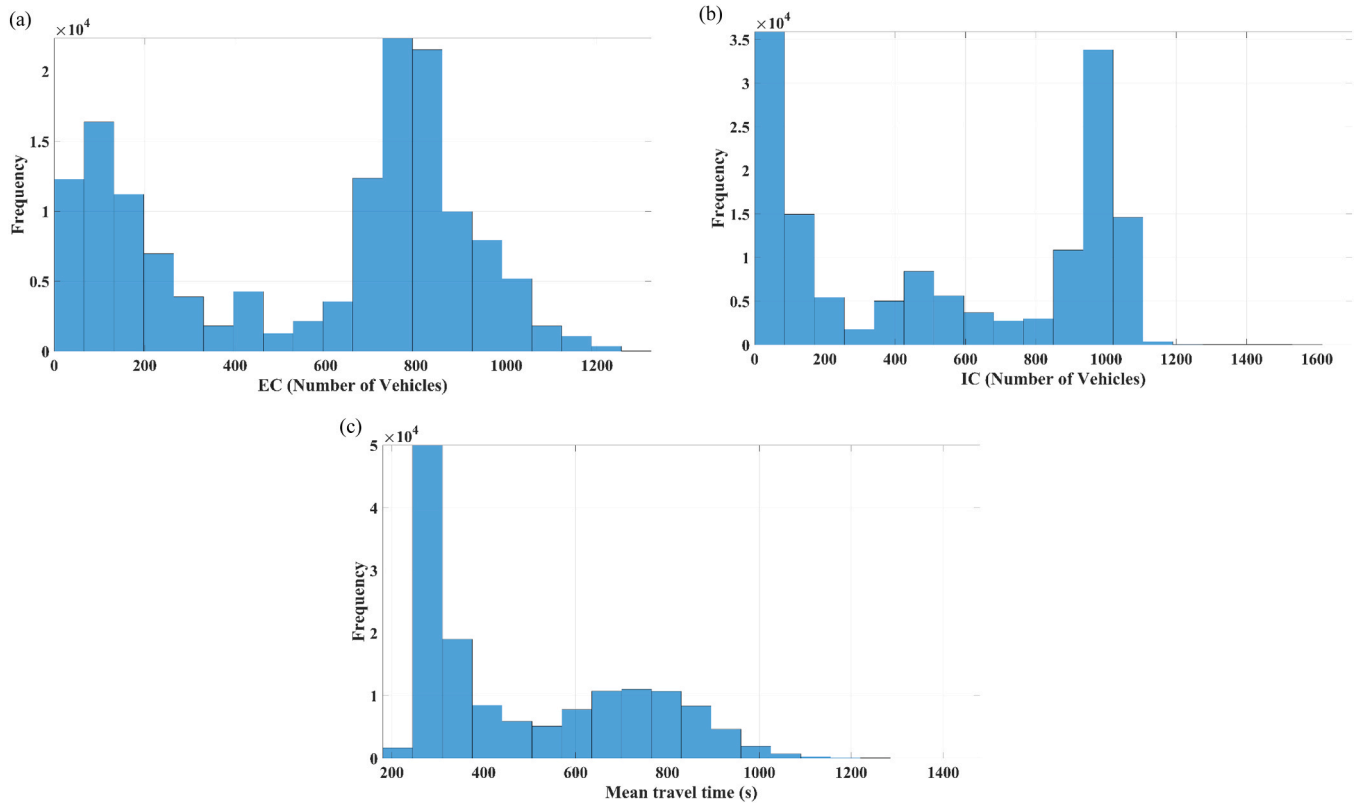 (a)
×10⁴
2
1.5
1
0.5
0
Frequency
0 200 400 600 800 1000 1200
EC (Number of Vehicles)
(b)
×10⁴
3.5
3
2.5
2
1.5
1
0.5
0
Frequency
0 200 400 600 800 1000 1200 1400 1600
IC (Number of Vehicles)
(c)
×10⁴
5
4
3
2
1
0
Frequency
200 400 600 800 1000 1200 1400
Mean travel time (s)